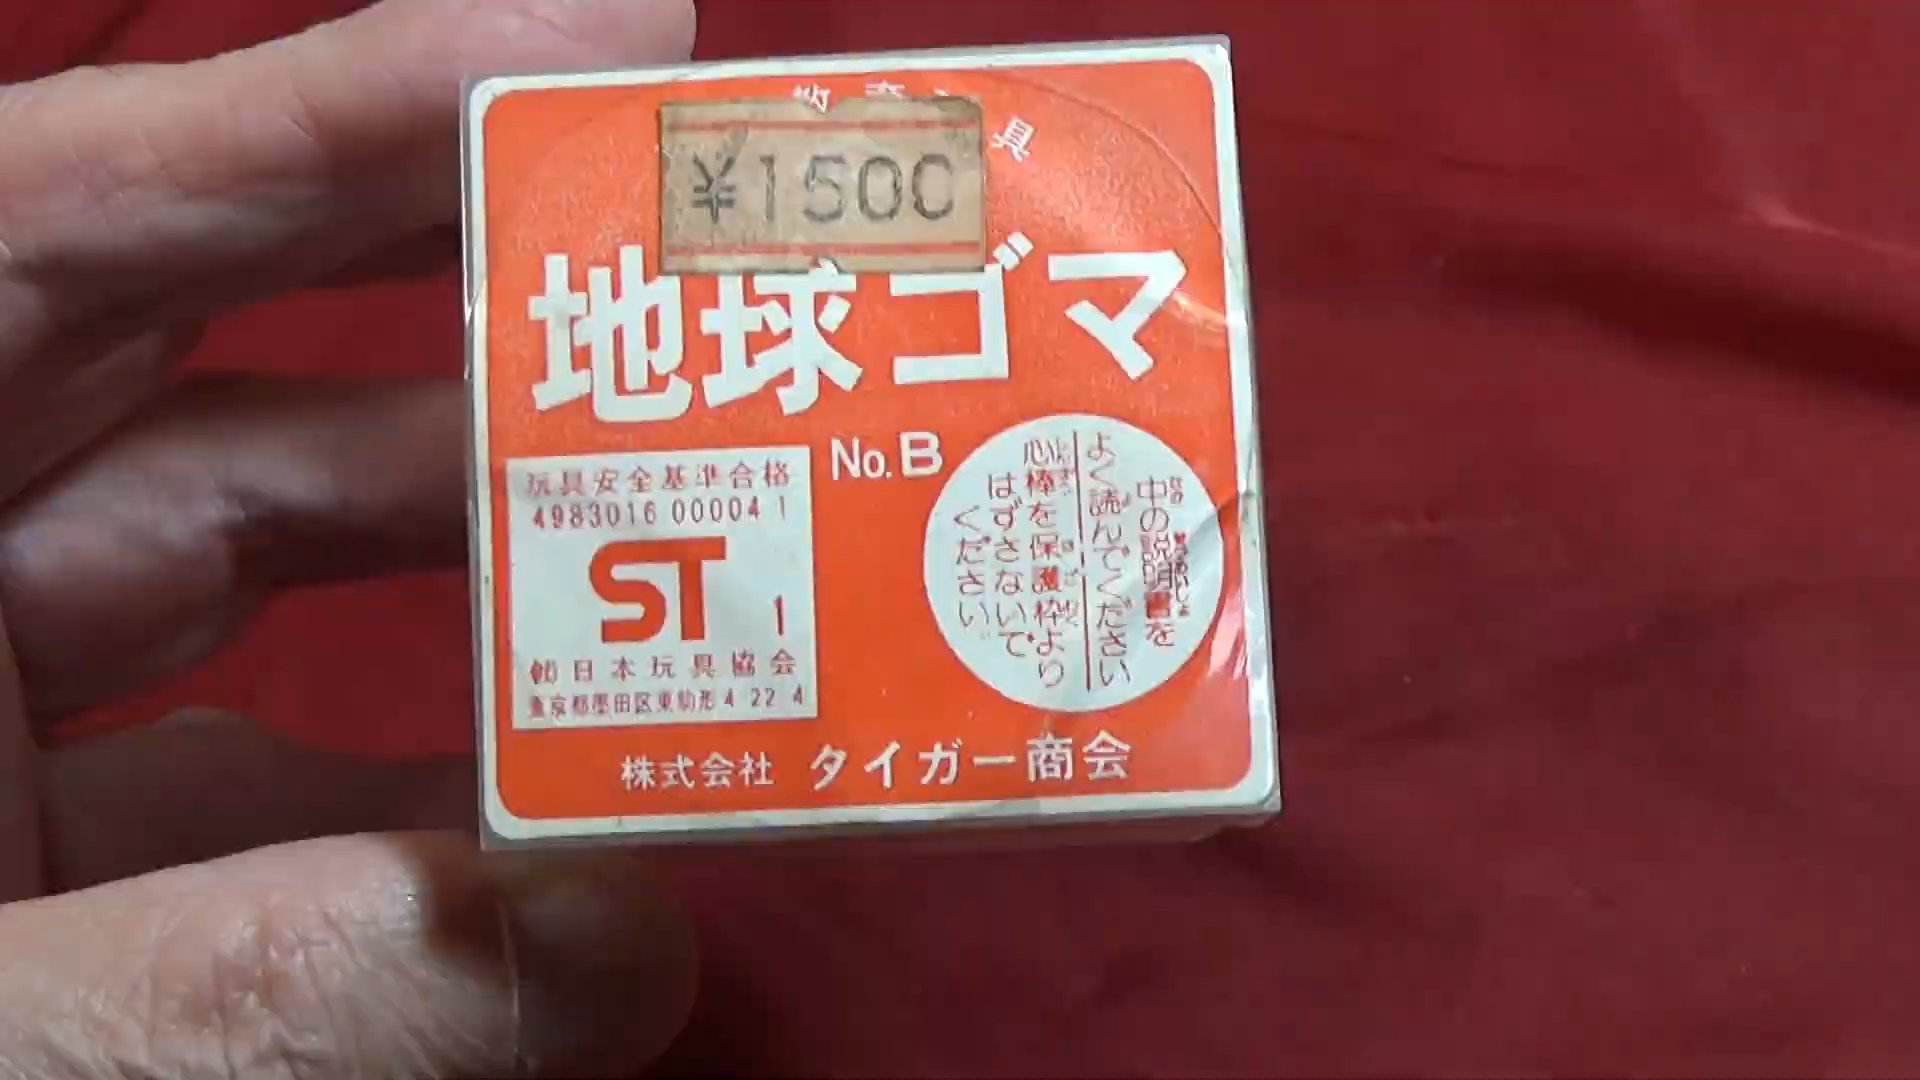 具
¥1500
地球ゴマ
No.B
玩具安全基準合格
4983016 00004 1
ST 1
㈳日本玩具協会
東京都墨田区東駒形4 22 4
中の説明書を
よく読んでください
心棒を保護枠より
はずさないで
ください
株式会社 タイガー商会